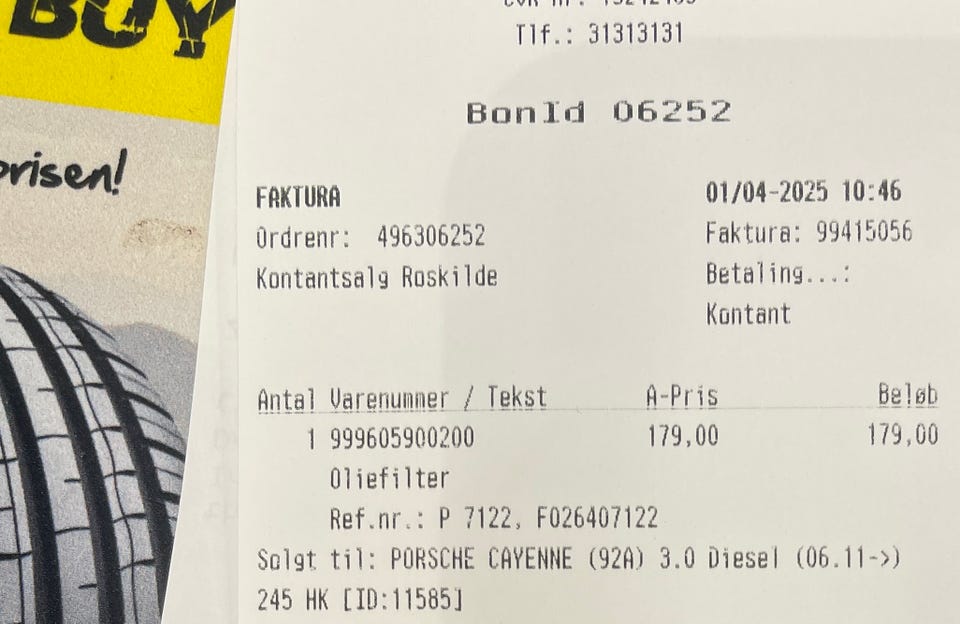 BUY
prisen!
Tlf.: 31313131
BonId 06252
FAKTURA 01/04-2025 10:46
Ordrenr: 496306252 Faktura: 99415056
Kontantsalg Roskilde Betaling...:
Kontant
Antal Varenummer / Tekst A-Pris Beløb
1 999605900200 179,00 179,00
Oliefilter
Ref.nr.: P 7122, F026407122
Solgt til: PORSCHE CAYENNE (92A) 3.0 Diesel (06.11->)
245 HK [ID:11585]